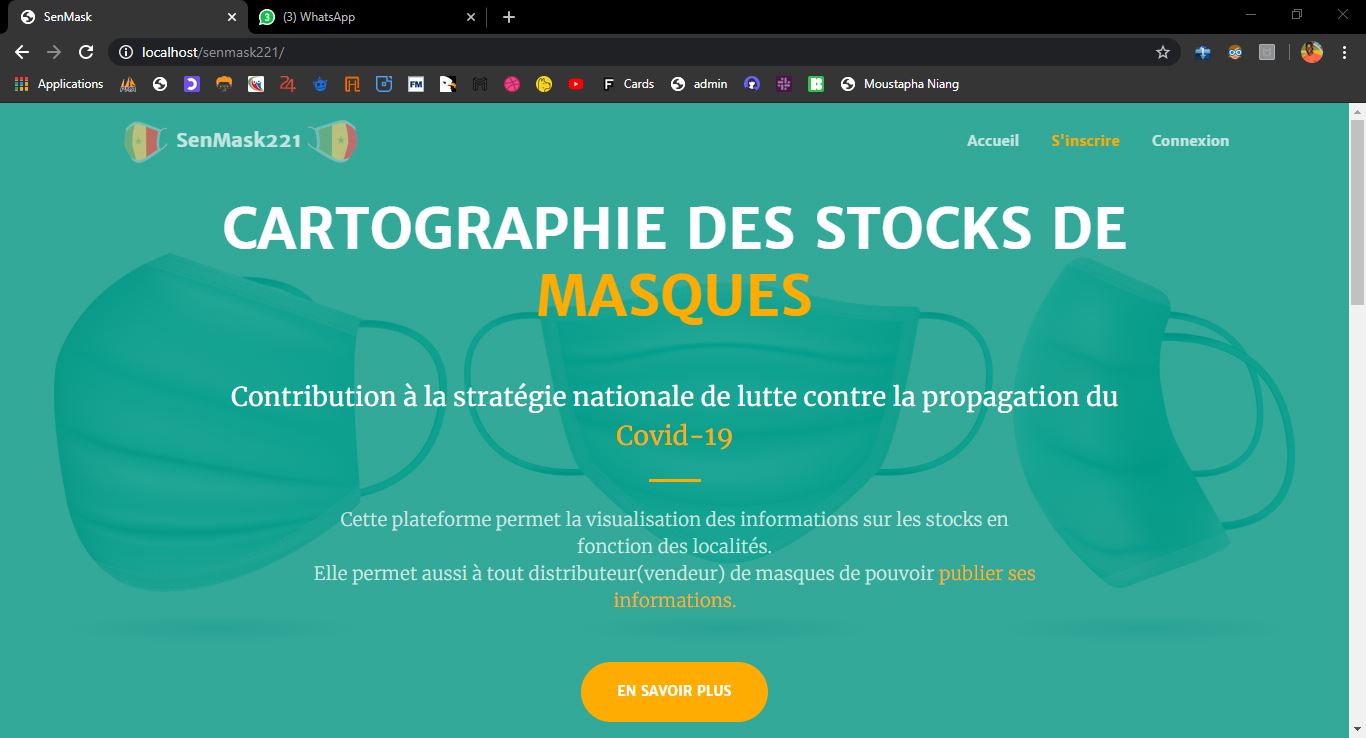 SenMask
3
(3) WhatsApp
localhost/senmask221/
Applications
24
FM
F Cards
admin
Moustapha Niang
SenMask221
Accueil
S'inscrire
Connexion
CARTOGRAPHIE DES STOCKS DE
MASQUES
Contribution à la stratégie nationale de lutte contre la propagation du
Covid-19
Cette plateforme permet la visualisation des informations sur les stocks en
fonction des localités.
Elle permet aussi à tout distributeur(vendeur) de masques de pouvoir publier ses
informations.
EN SAVOIR PLUS